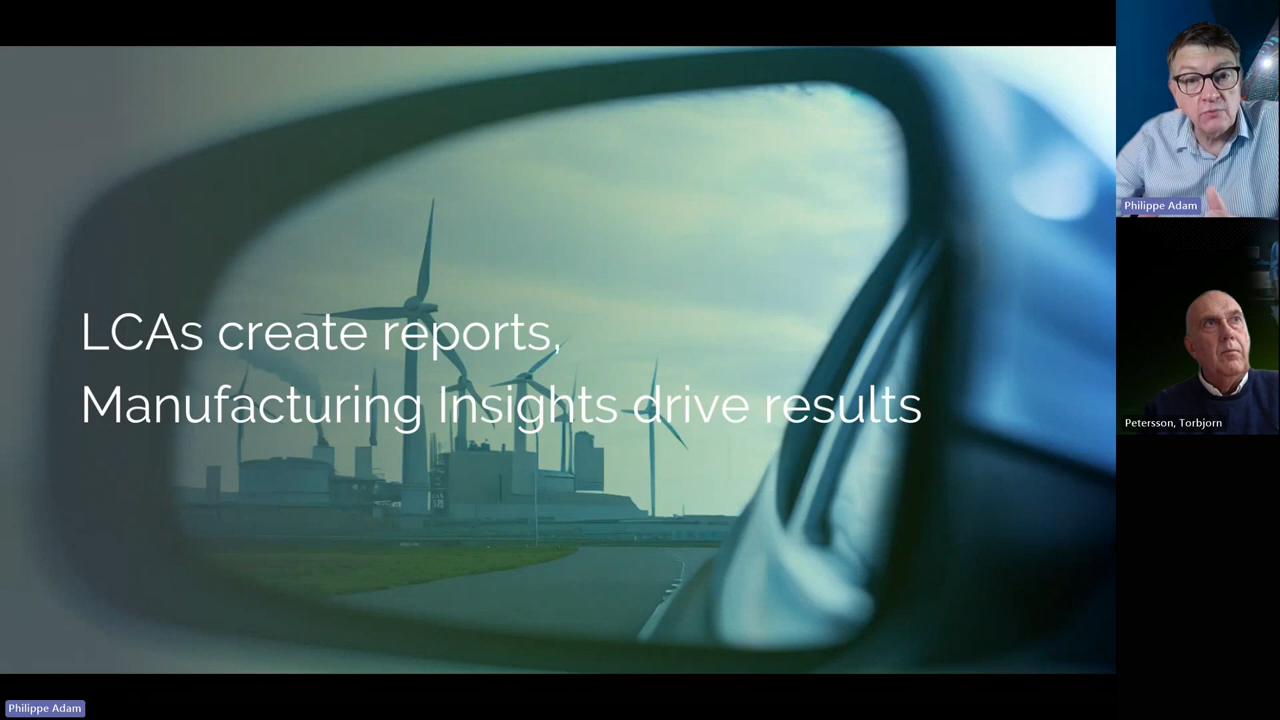 LCAs create reports,
Manufacturing Insights drive results
Philippe Adam
Petersson, Torbjorn
Philippe Adam